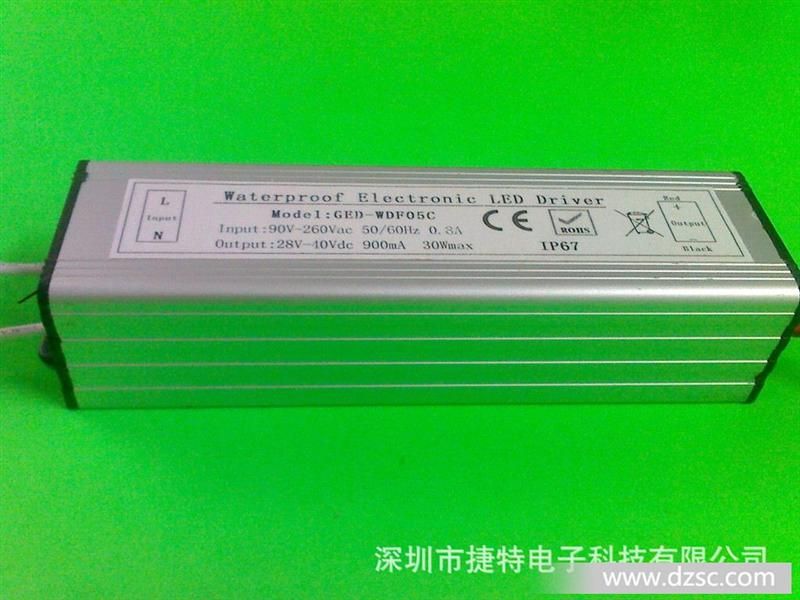 Waterproof Electronic LED Driver
Model:GED-WDF05C
Input:90V-260Vac 50/60Hz 0.8A
Output:28V-40Vdc 900mA 30Wmax
L
Input
N
CE
ROHS
IP67
Red
+
Output
-
Black
深圳市捷特电子科技有限公司
www.dzsc.com